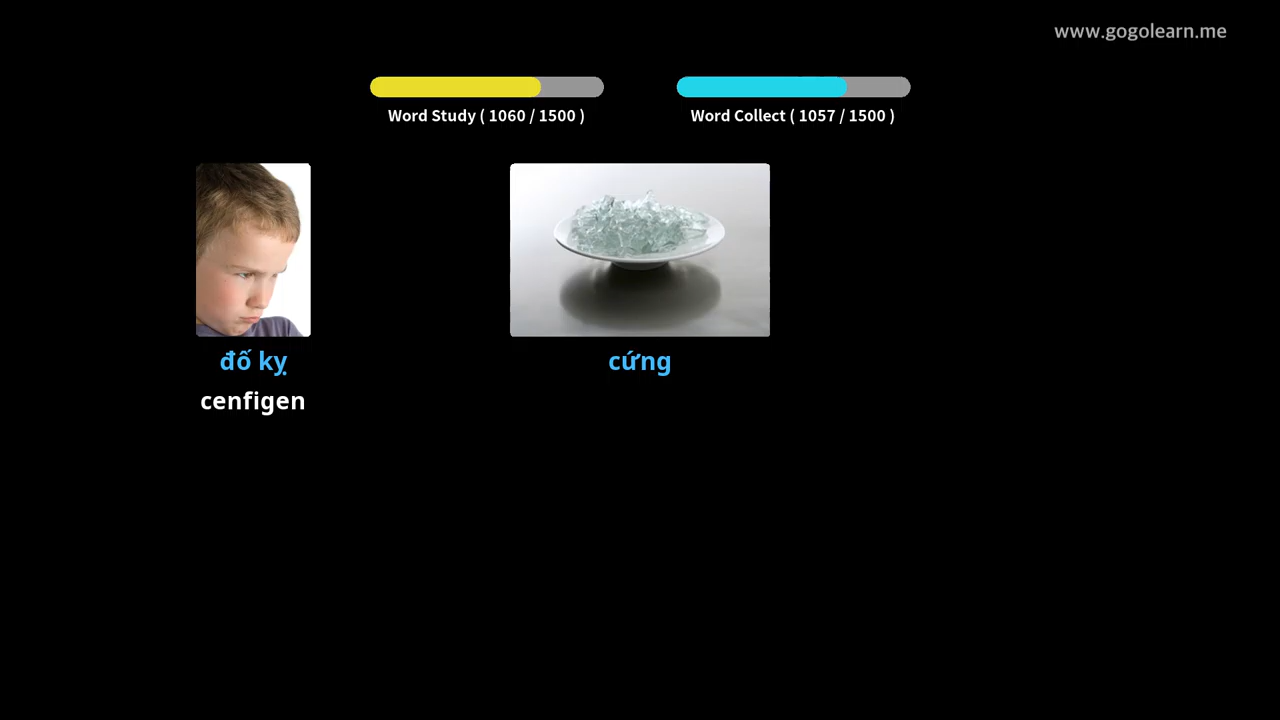 www.gogolearn.me
Word Study ( 1060 / 1500 )
Word Collect ( 1057 / 1500 )
đố kỵ
cenfigen
cứng